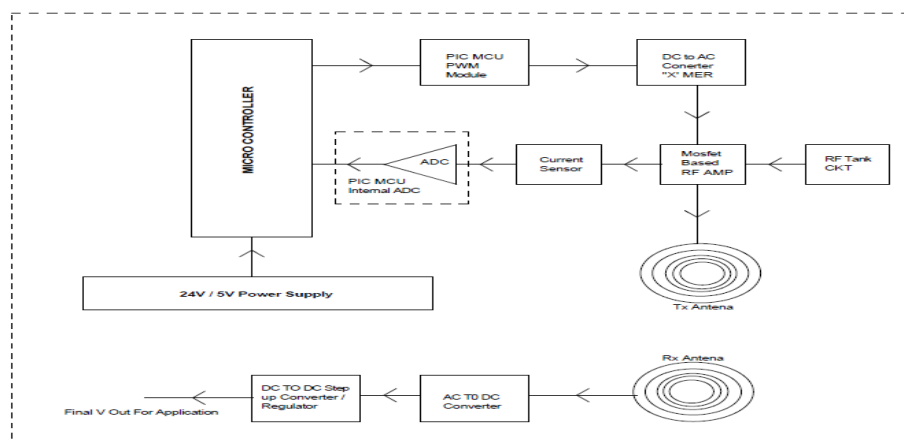 PIC MCU
PWM
Module
DC to AC
Conerter
"X' MER
MICRO CONTROLLER
ADC
PIC MCU
Internal ADC
Current
Sensor
Mosfet
Based
RF AMP
RF Tank
CKT
24V / 5V Power Supply
Tx Antena
Rx Antena
DC TO DC Step
up Converter /
Regulator
AC T0 DC
Converter
Final V Out For Application